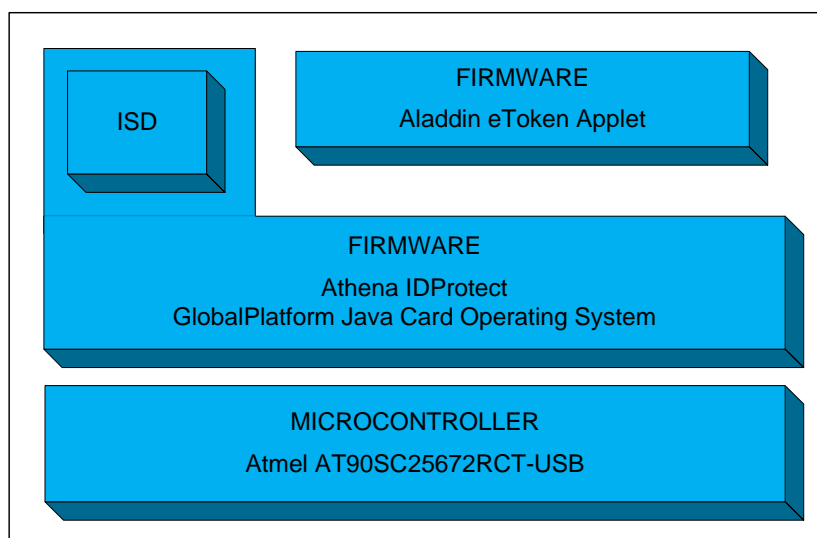 ISD
FIRMWARE
Aladdin eToken Applet
FIRMWARE
Athena IDProtect
GlobalPlatform Java Card Operating System
MICROCONTROLLER
Atmel AT90SC25672RCT-USB